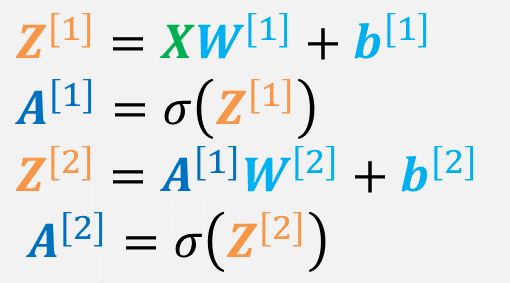 Z[1] = XW[1] + b[1]
A[1] = σ(Z[1])
Z[2] = A[1]W[2] + b[2]
A[2] = σ(Z[2])